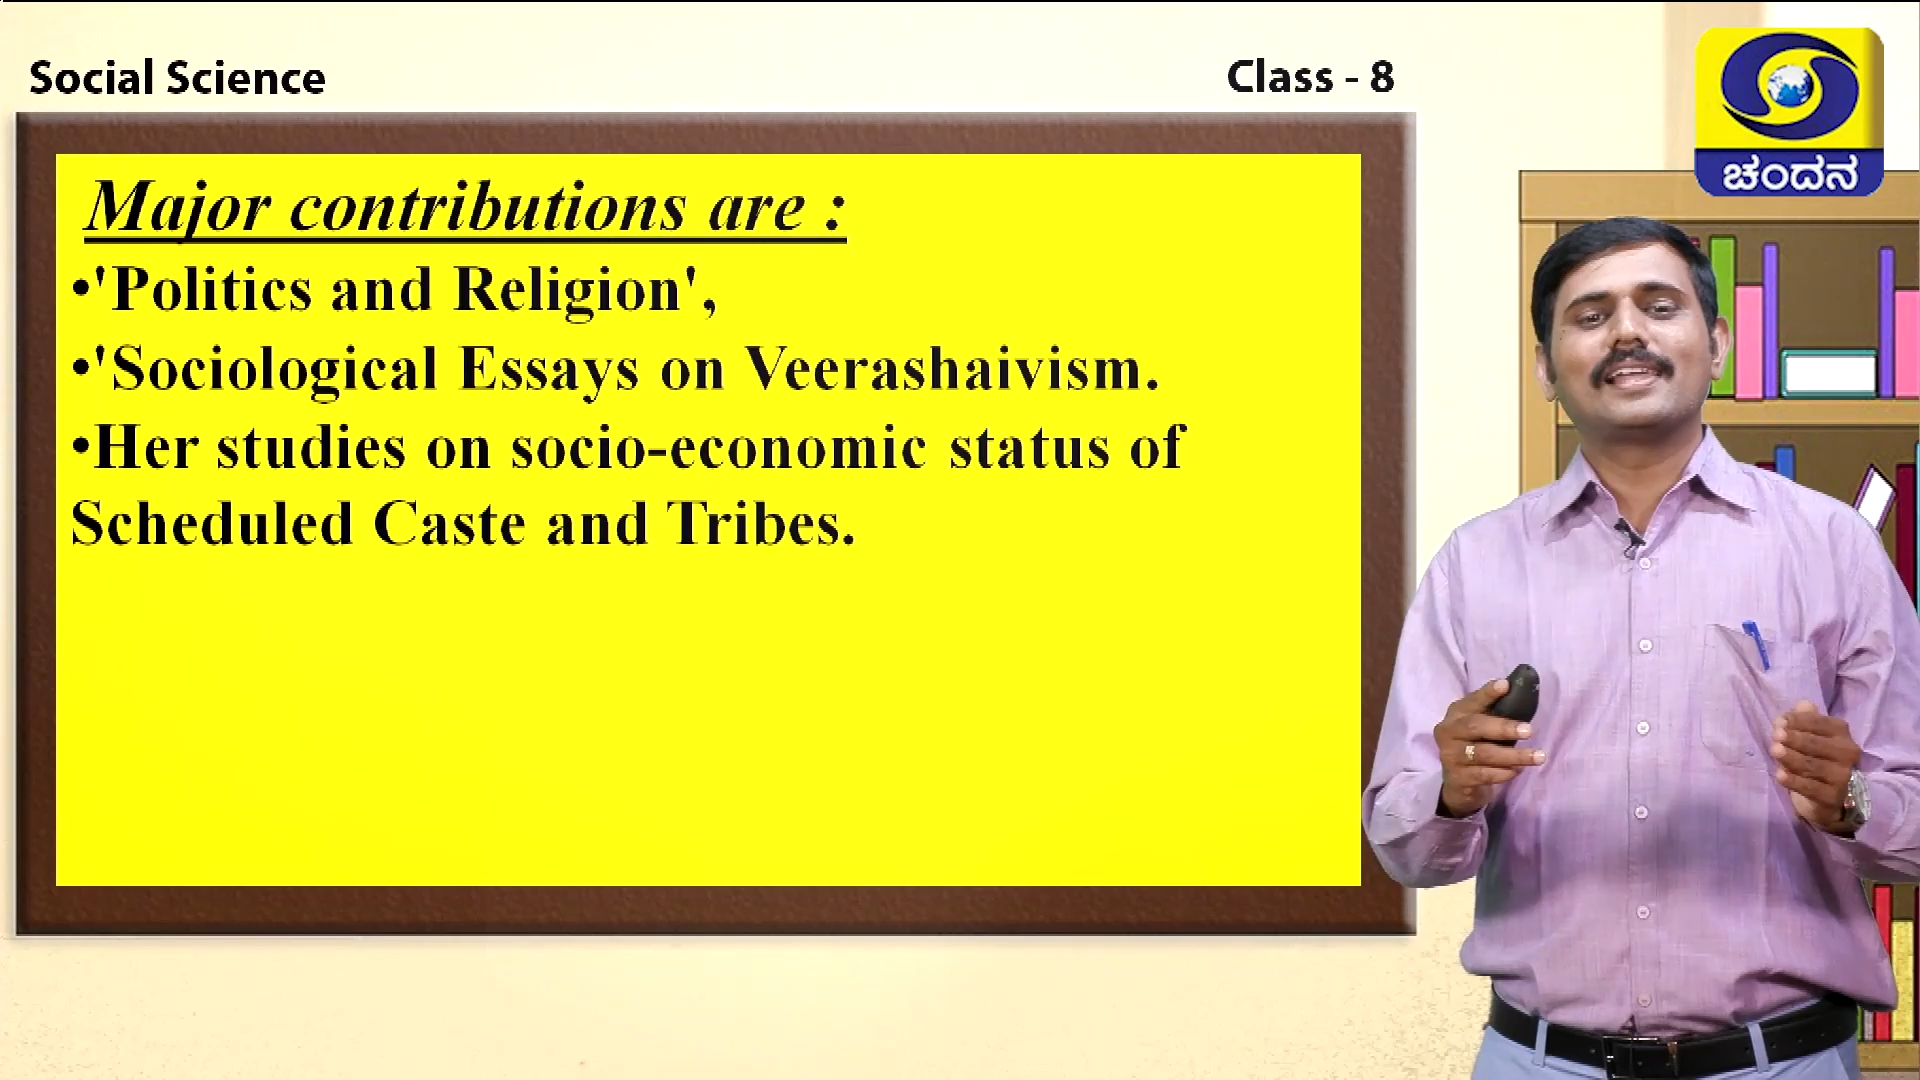 Social Science
Class - 8
ಚಂದನ
Major contributions are :
•'Politics and Religion',
•'Sociological Essays on Veerashaivism.
•Her studies on socio-economic status of
Scheduled Caste and Tribes.